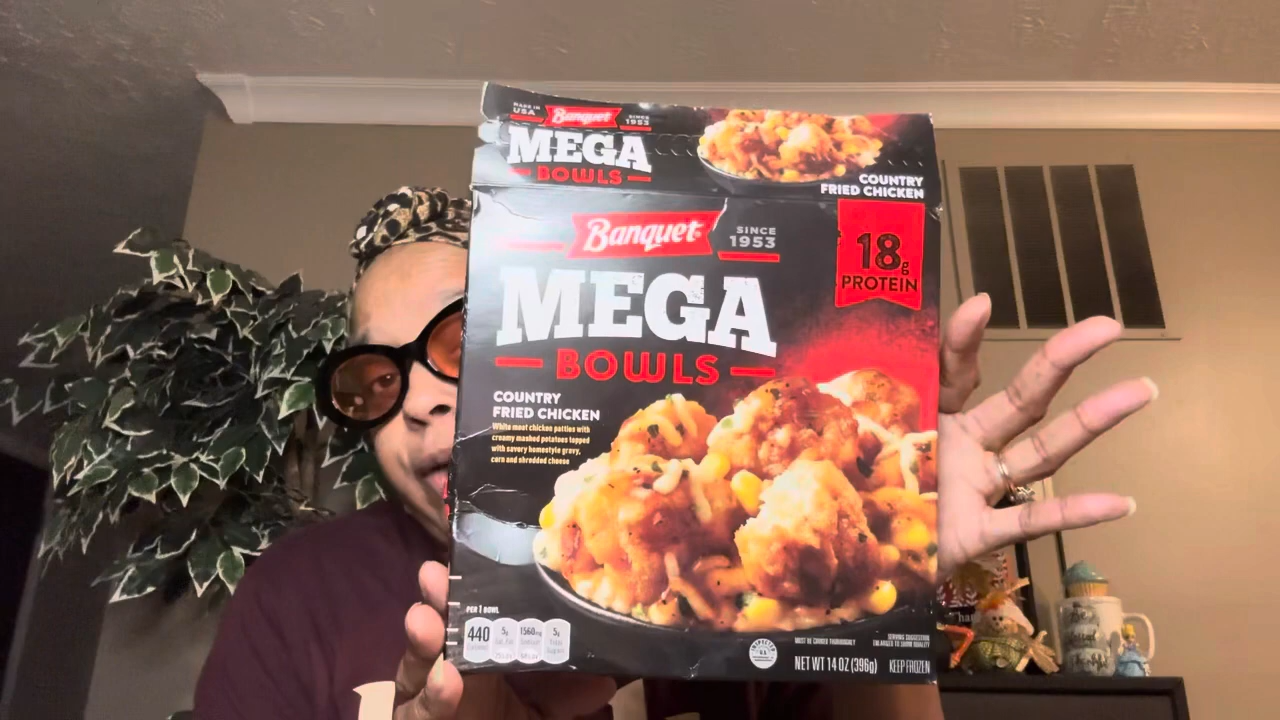 MADE IN
USA
Banquet
SINCE
1953
MEGA
BOWLS
COUNTRY
FRIED CHICKEN
Banquet
SINCE
1953
MEGA
BOWLS
18g
PROTEIN
COUNTRY
FRIED CHICKEN
White meat chicken patties with
creamy mashed potatoes topped
with savory homestyle gravy,
corn and shredded cheese
PER 1 BOWL
440
5g
1560mg
5g
MUST BE COOKED THOROUGHLY
SERVING SUGGESTION
ENLARGED TO SHOW QUALITY
NET WT 14 OZ (396g)
KEEP FROZEN